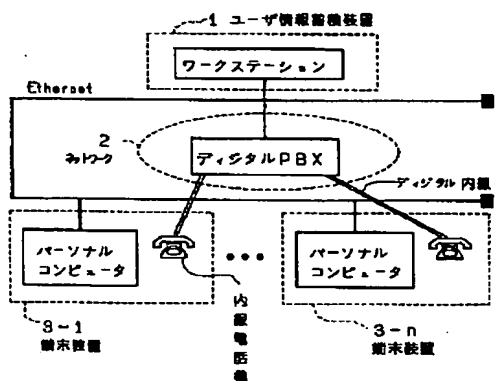 1 ユーザ情報蓄積装置
ワークステーション
Ethernet
2
ネットワーク
ディジタルPBX
ディジタル内線
パーソナル
コンピュータ
パーソナル
コンピュータ
内線電話機
3-1
端末装置
3-n
端末装置